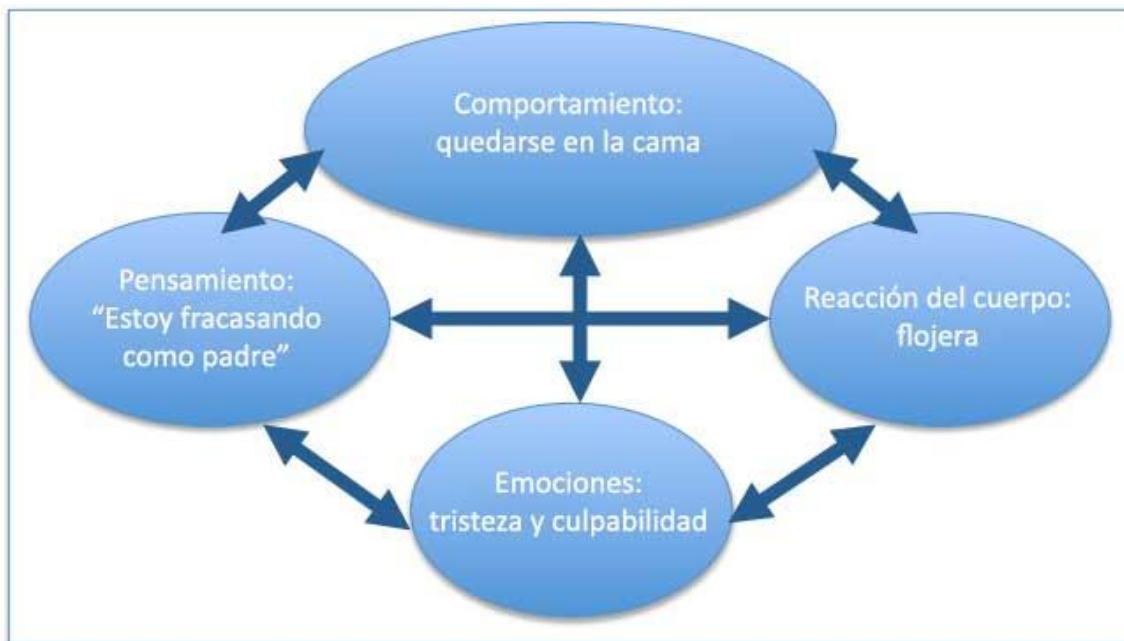 Comportamiento:
quedarse en la cama
Pensamiento:
“Estoy fracasando
como padre”
Reacción del cuerpo:
flojera
Emociones:
tristeza y culpabilidad